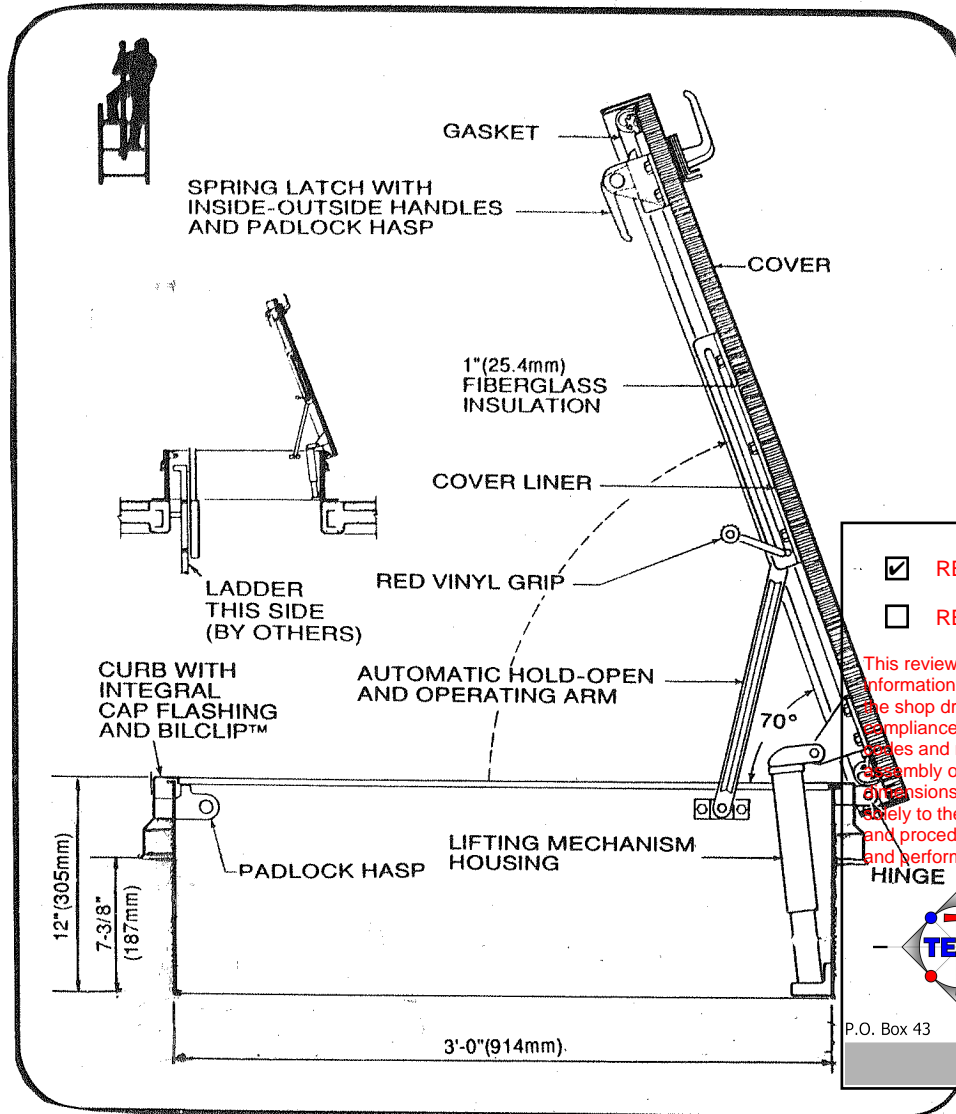 GASKET
SPRING LATCH WITH
INSIDE-OUTSIDE HANDLES
AND PADLOCK HASP
COVER
1"(25.4mm)
FIBERGLASS
INSULATION
COVER LINER
RED VINYL GRIP
LADDER
THIS SIDE
(BY OTHERS)
CURB WITH
INTEGRAL
CAP FLASHING
AND BILCLIP™
AUTOMATIC HOLD-OPEN
AND OPERATING ARM
70°
PADLOCK HASP
LIFTING MECHANISM
HOUSING
HINGE
12"(305mm)
7-3/8"
(187mm)
3'-0"(914mm)
RE
RE
This review
information
the shop dr
compliance
codes and
assembly o
dimensions
solely to the
and proced
and perform
TE
P.O. Box 43